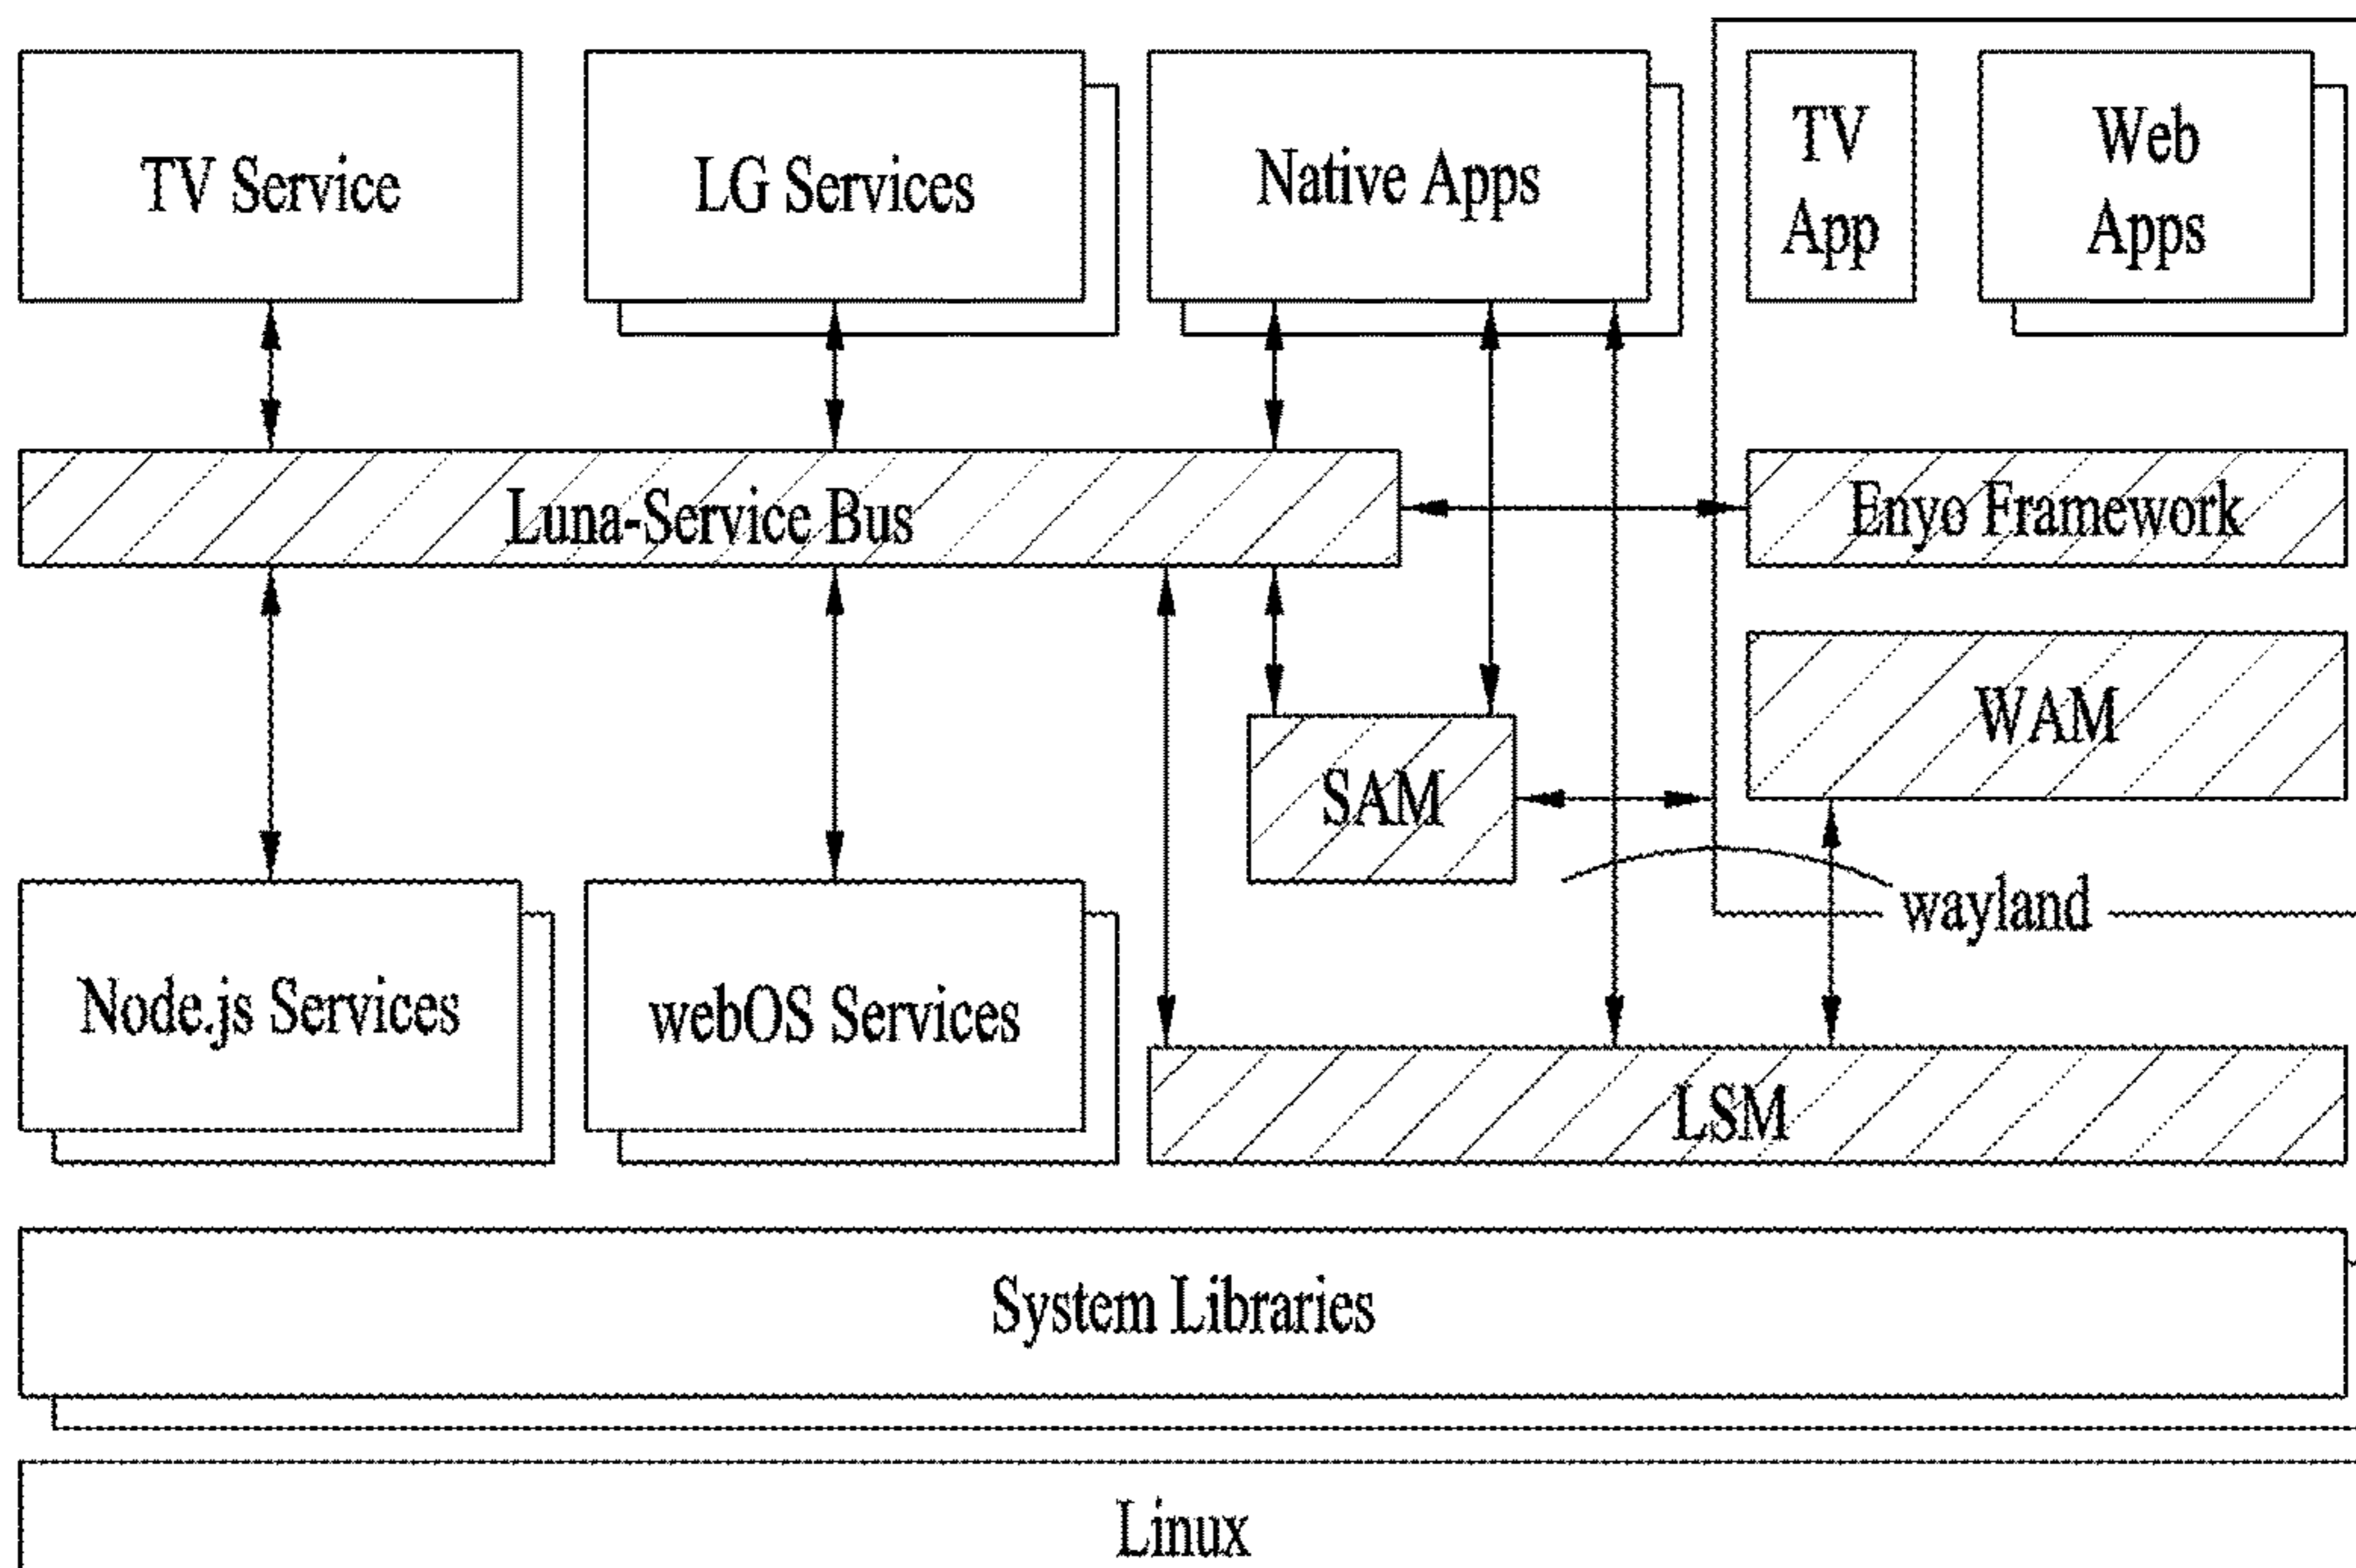 TV Service
LG Services
Native Apps
TV
App
Web
Apps
Luna-Service Bus
Enyo Framework
WAM
SAM
wayland
Node.js Services
webOS Services
LSM
System Libraries
Linux